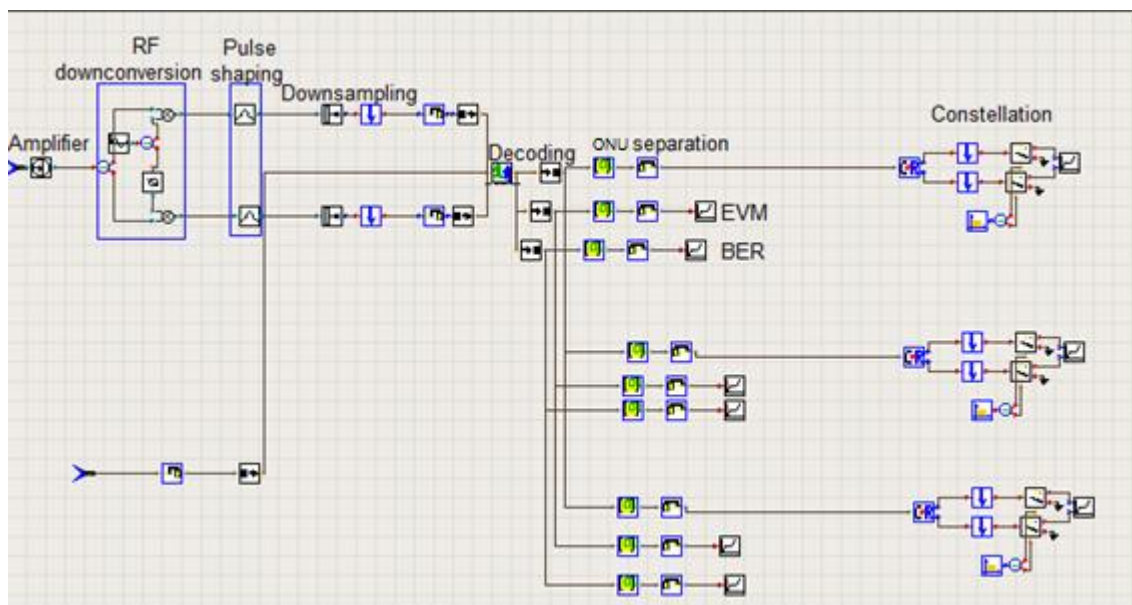 RF
downconversion
Pulse
shaping
Downsampling
Amplifier
Decoding
ONU separation
Constellation
EVM
BER